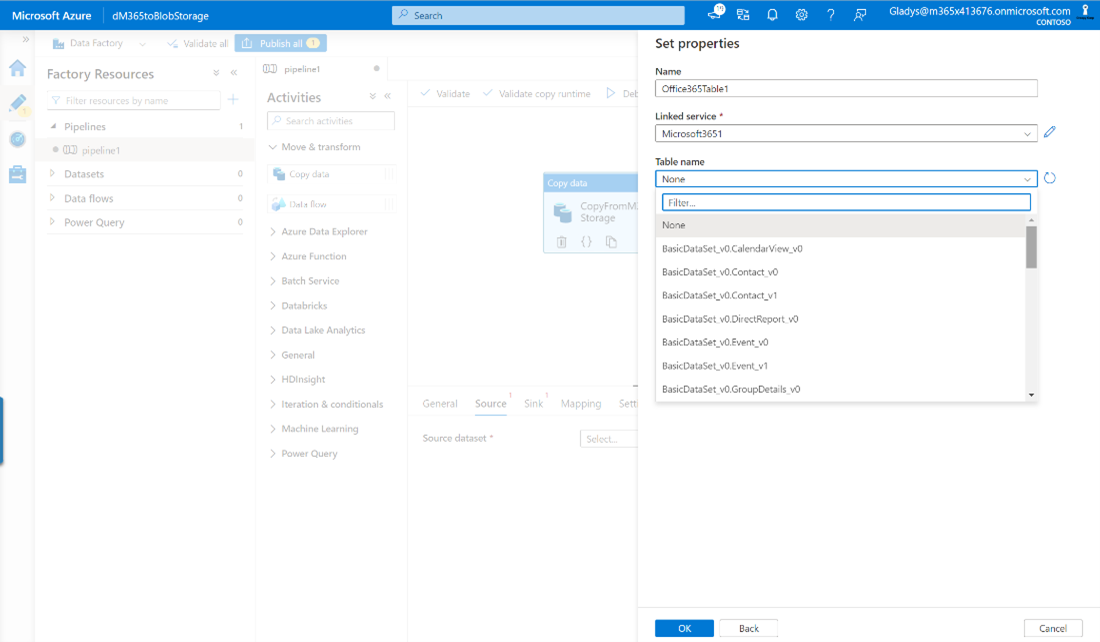 Microsoft Azure
dM365toBlobStorage
Search
19
Gladys@m365x413676.onmicrosoft.com
CONTOSO
Data Factory
Validate all
Publish all 1
Factory Resources
Filter resources by name
Pipelines 1
pipeline1
Datasets 0
Data flows 0
Power Query 0
pipeline1
Activities
Search activities
Move & transform
Copy data
Data flow
Azure Data Explorer
Azure Function
Batch Service
Databricks
Data Lake Analytics
General
HDInsight
Iteration & conditionals
Machine Learning
Power Query
Validate
Validate copy runtime
Deb
Copy data
CopyFromM
Storage
General
Source 1
Sink 1
Mapping
Sett
Source dataset *
Select...
Set properties
Name
Office365Table1
Linked service *
Microsoft3651
Table name
None
Filter...
None
BasicDataSet_v0.CalendarView_v0
BasicDataSet_v0.Contact_v0
BasicDataSet_v0.Contact_v1
BasicDataSet_v0.DirectReport_v0
BasicDataSet_v0.Event_v0
BasicDataSet_v0.Event_v1
BasicDataSet_v0.GroupDetails_v0
OK
Back
Cancel